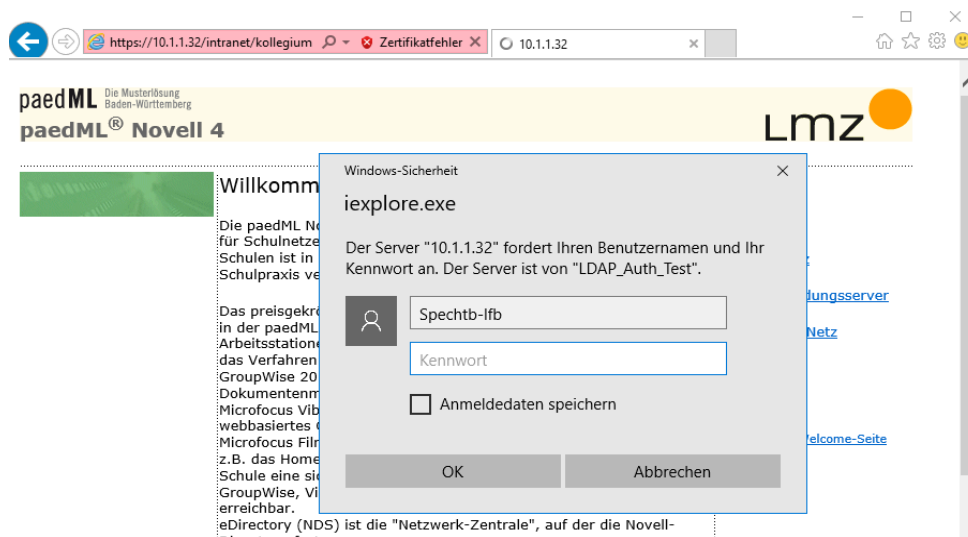 https://10.1.1.32/intranet/kollegium
Zertifikatfehler
10.1.1.32
paedML Die Musterlösung
Baden-Württemberg
paedML® Novell 4
LMZ
Willkomm
Die paedML No
für Schulnetze
Schulen ist in
Schulpraxis ve
Das preisgekrö
in der paedML
Arbeitsstatione
das Verfahren
GroupWise 20
Dokumentenm
Microfocus Vib
webbasiertes
Microfocus Filr
z.B. das Home
Schule eine sic
GroupWise, Vi
erreichbar.
eDirectory (NDS) ist die "Netzwerk-Zentrale", auf der die Novell-
Windows-Sicherheit
iexplore.exe
Der Server "10.1.1.32" fordert Ihren Benutzernamen und Ihr
Kennwort an. Der Server ist von "LDAP_Auth_Test".
Spechtb-lfb
Kennwort
Anmeldedaten speichern
OK
Abbrechen
dungsserver
Netz
elcome-Seite